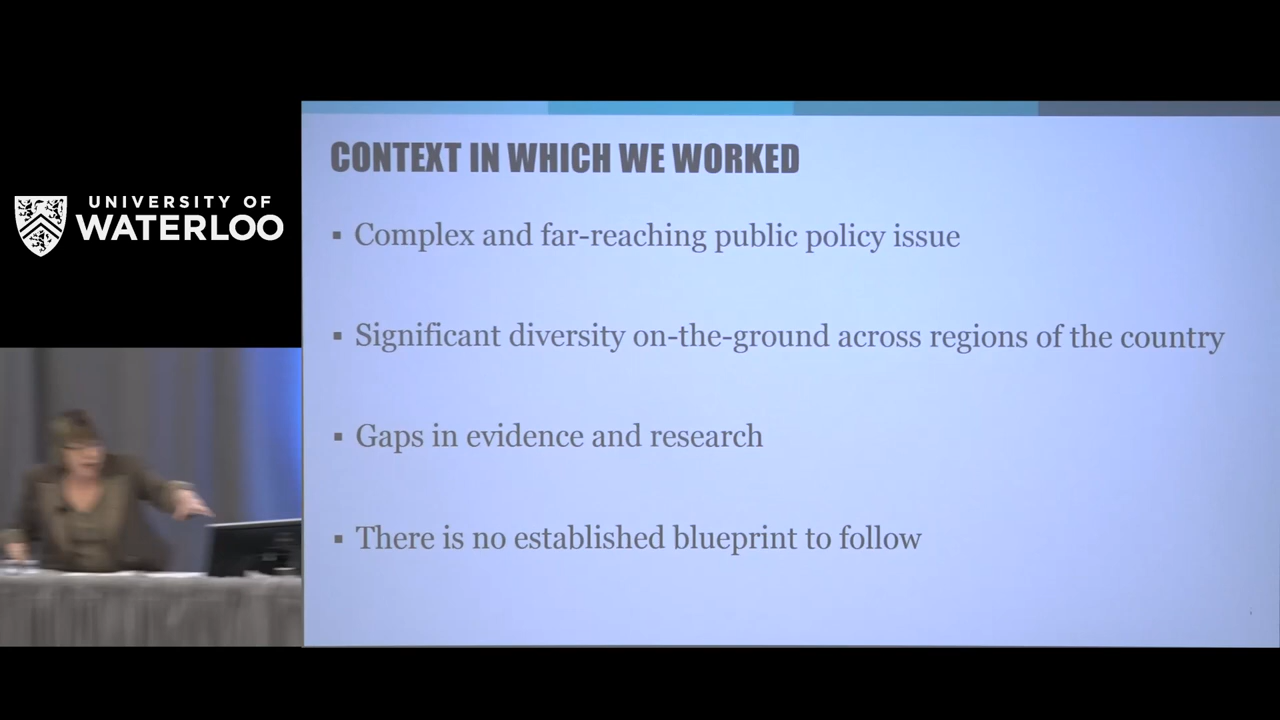 UNIVERSITY OF
WATERLOO
CONTEXT IN WHICH WE WORKED
▪ Complex and far-reaching public policy issue
▪ Significant diversity on-the-ground across regions of the country
▪ Gaps in evidence and research
▪ There is no established blueprint to follow